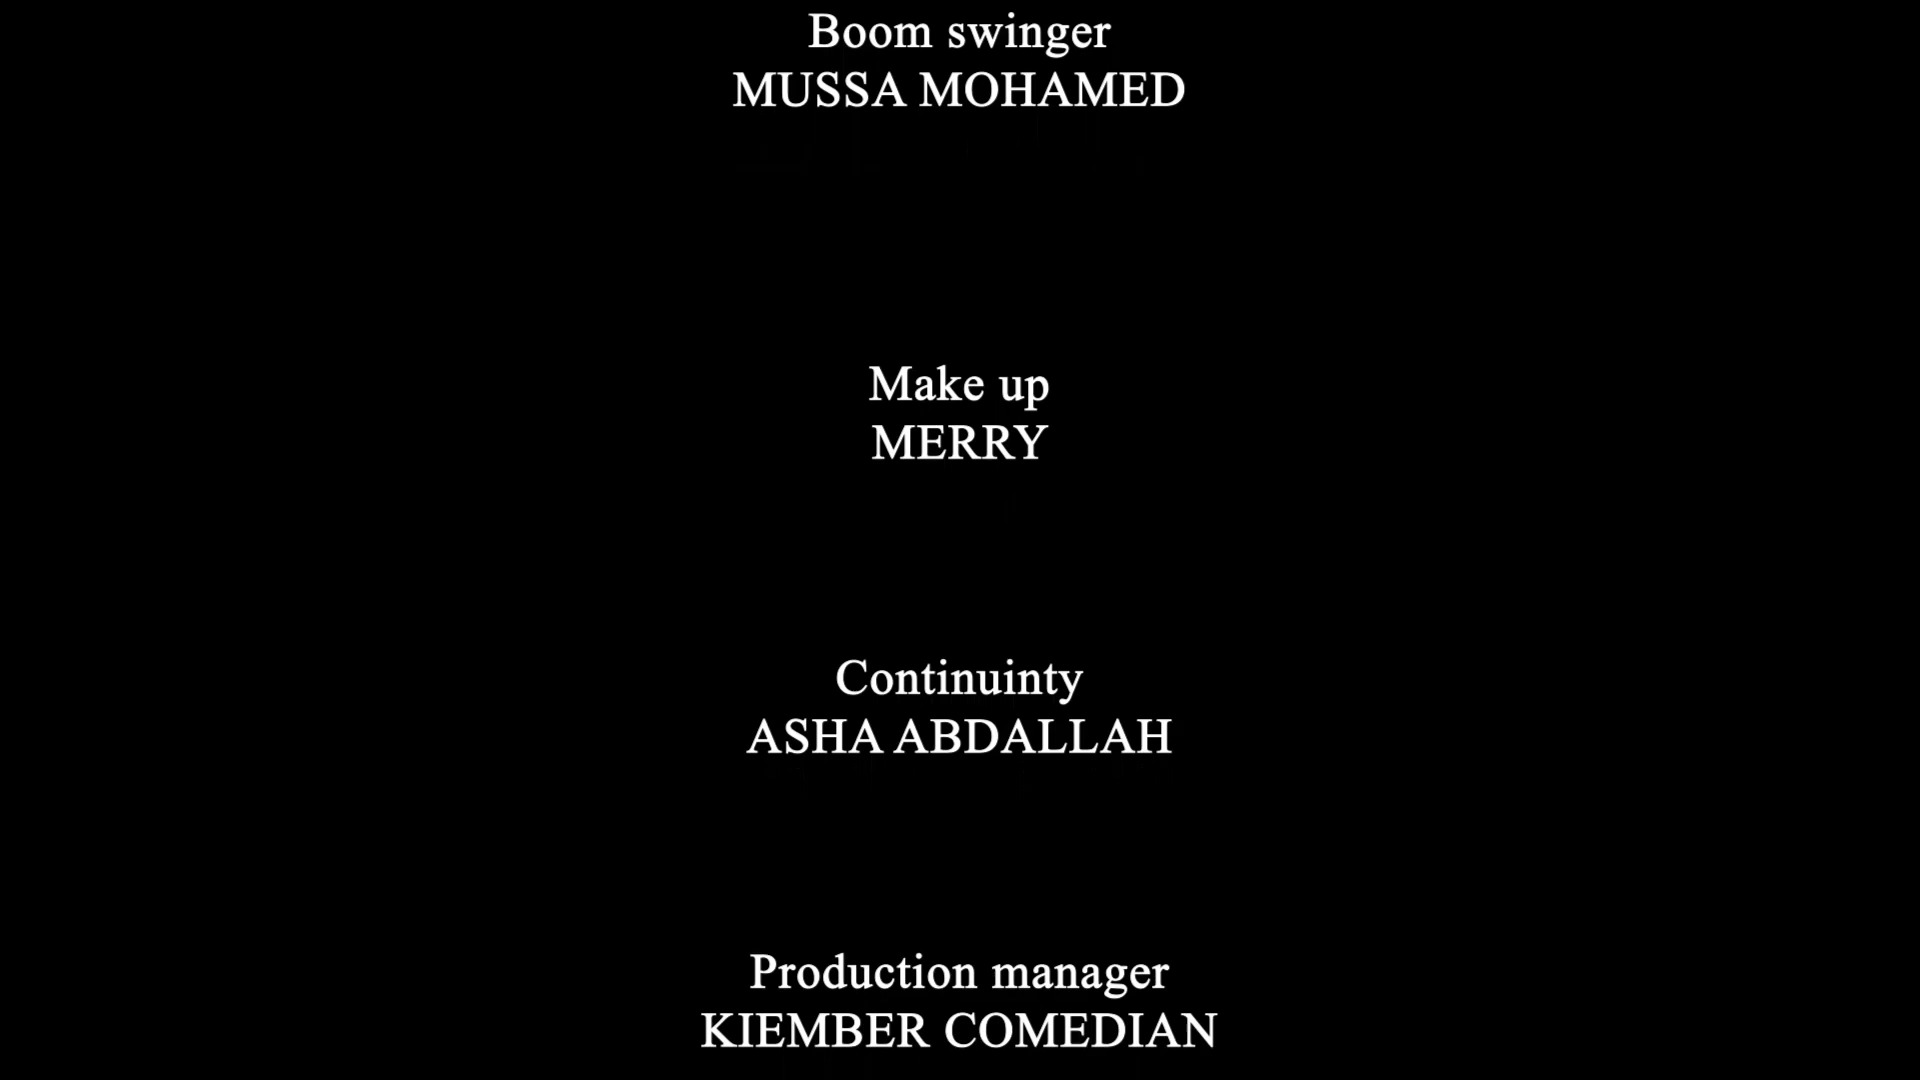 Boom swinger
MUSSA MOHAMED
Make up
MERRY
Continuinty
ASHA ABDALLAH
Production manager
KIEMBER COMEDIAN